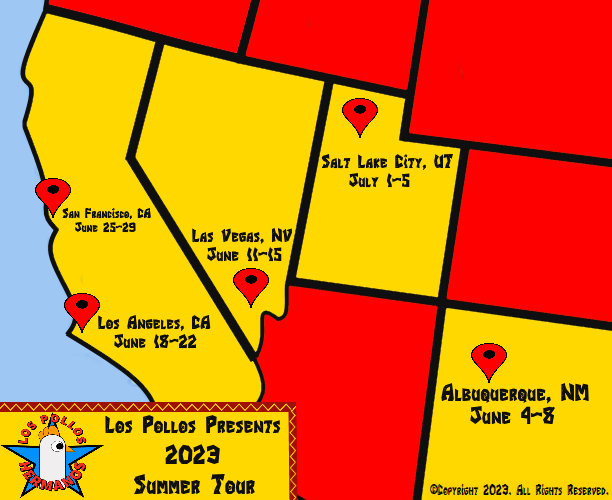 Salt Lake City, UT
July 1-5
San Francisco, CA
June 25-29
Las Vegas, NV
June 11-15
Los Angeles, CA
June 18-22
Albuquerque, NM
June 4-8
LOS POLLOS
HERMANOS
Los Pollos Presents
2023
Summer Tour
©Copyright 2023. All Rights Reserved.